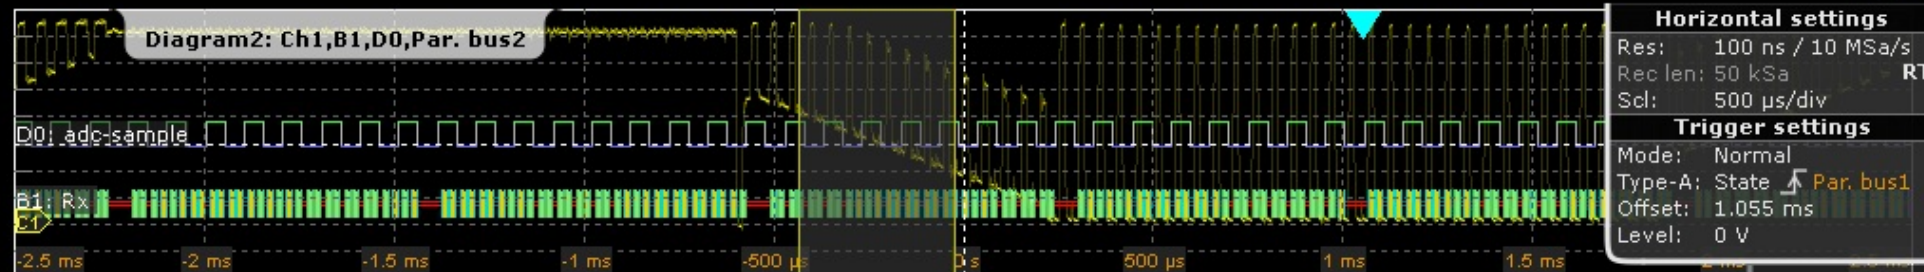 Diagram2: Ch1,B1,D0,Par. bus2
D0: adc-sample
B1: Rx
C1
-2.5 ms
-2 ms
-1.5 ms
-1 ms
-500 µs
0 s
500 µs
1 ms
1.5 ms
Horizontal settings
Res: 100 ns / 10 MSa/s
Rec len: 50 kSa RT
Scl: 500 µs/div
Trigger settings
Mode: Normal
Type-A: State Par. bus1
Offset: 1.055 ms
Level: 0 V